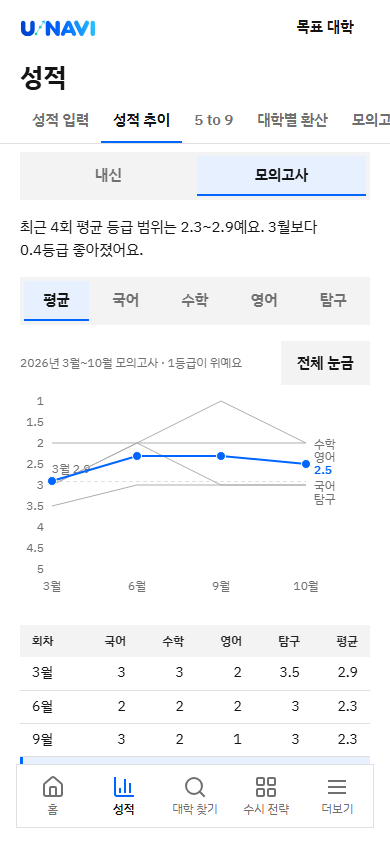 UNAVI
목표 대학
성적
성적 입력 성적 추이 5 to 9 대학별 환산 모의고
내신 모의고사
최근 4회 평균 등급 범위는 2.3~2.9예요. 3월보다
0.4등급 좋아졌어요.
평균 국어 수학 영어 탐구
2026년 3월~10월 모의고사 · 1등급이 위예요
전체 눈금
1
1.5
2
2.5
3
3.5
4
4.5
5
3월 2.9
수학
영어
2.5
국어
탐구
3월 6월 9월 10월
회차 국어 수학 영어 탐구 평균
3월 3 3 2 3.5 2.9
6월 2 2 2 3 2.3
9월 3 2 1 3 2.3
홈 성적 대학 찾기 수시 전략 더보기